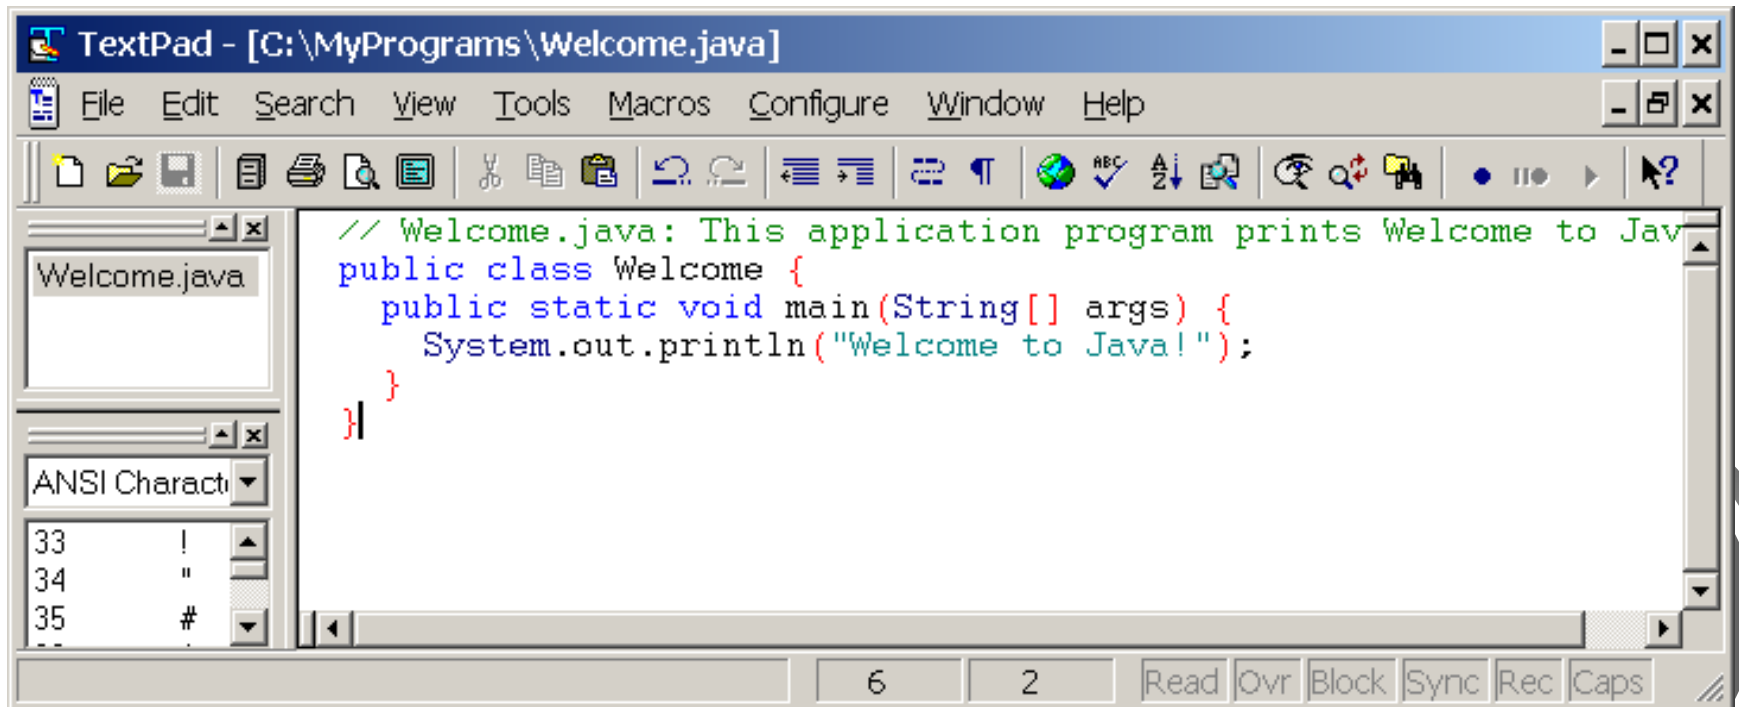 TextPad - [C:\MyPrograms\Welcome.java]
File Edit Search View Tools Macros Configure Window Help
Welcome.java
// Welcome.java: This application program prints Welcome to Jav
public class Welcome {
  public static void main(String[] args) {
    System.out.println("Welcome to Java!");
  }
}
ANSI Characte
33 !
34 "
35 #
6 2 Read Ovr Block Sync Rec Caps